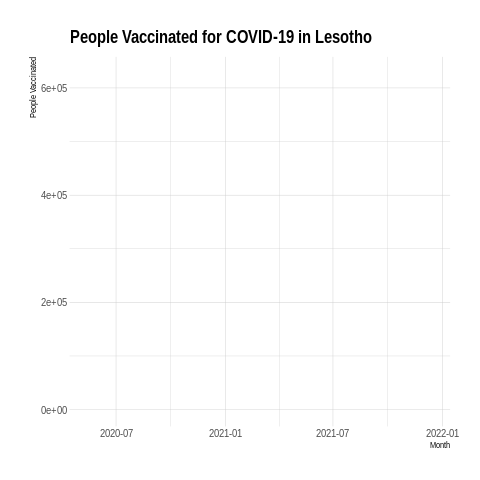 People Vaccinated for COVID-19 in Lesotho
People Vaccinated
6e+05
4e+05
2e+05
0e+00
2020-07 2021-01 2021-07 2022-01
Month